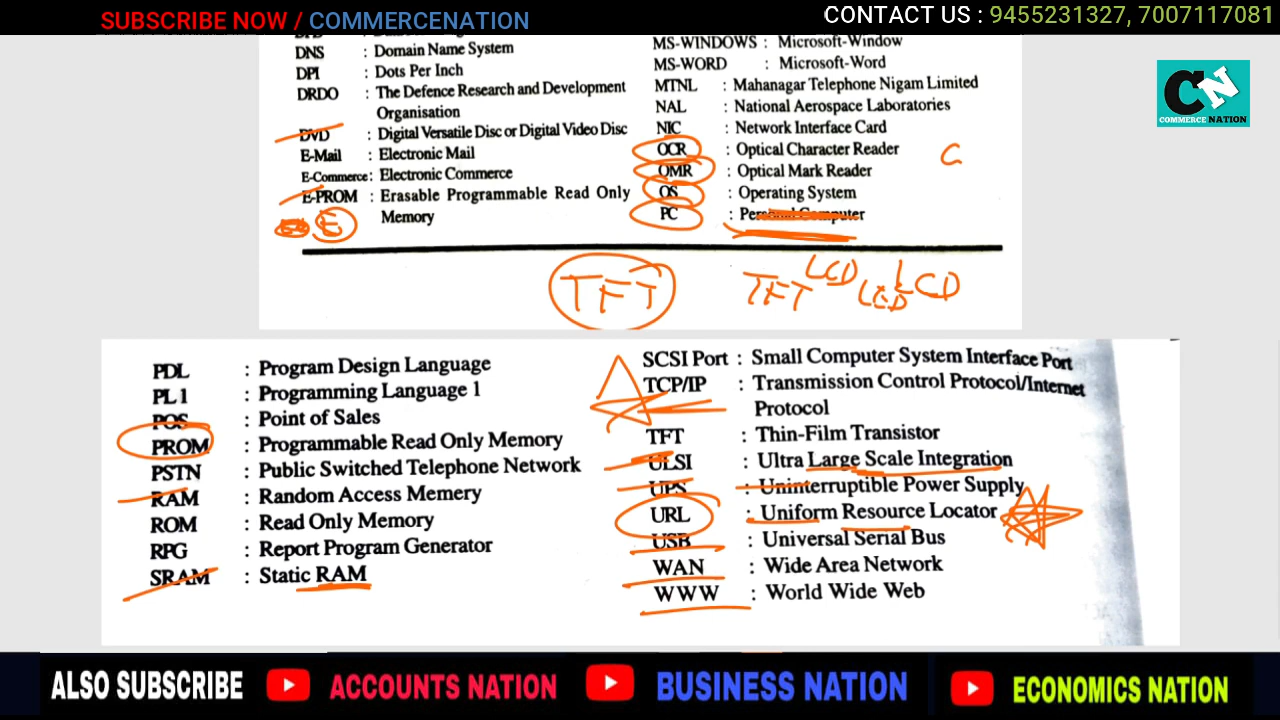 SUBSCRIBE NOW / COMMERCENATION
CONTACT US : 9455231327, 7007117081
CN
COMMERCE NATION
DNS : Domain Name System
DPI : Dots Per Inch
DRDO : The Defence Research and Development
Organisation
DVD : Digital Versatile Disc or Digital Video Disc
E-Mail : Electronic Mail
E-Commerce : Electronic Commerce
E-PROM : Erasable Programmable Read Only
Memory
E
MS-WINDOWS : Microsoft-Window
MS-WORD : Microsoft-Word
MTNL : Mahanagar Telephone Nigam Limited
NAL : National Aerospace Laboratories
NIC : Network Interface Card
OCR : Optical Character Reader
OMR : Optical Mark Reader
OS : Operating System
PC : Personal Computer
TFT TFT LCD LED LCD
PDL : Program Design Language
PL1 : Programming Language 1
POS : Point of Sales
PROM : Programmable Read Only Memory
PSTN : Public Switched Telephone Network
RAM : Random Access Memery
ROM : Read Only Memory
RPG : Report Program Generator
SRAM : Static RAM
SCSI Port : Small Computer System Interface Port
TCP/IP : Transmission Control Protocol/Internet
Protocol
TFT : Thin-Film Transistor
ULSI : Ultra Large Scale Integration
UPS : Uninterruptible Power Supply
URL : Uniform Resource Locator
USB : Universal Serial Bus
WAN : Wide Area Network
WWW : World Wide Web
ALSO SUBSCRIBE ACCOUNTS NATION BUSINESS NATION ECONOMICS NATION